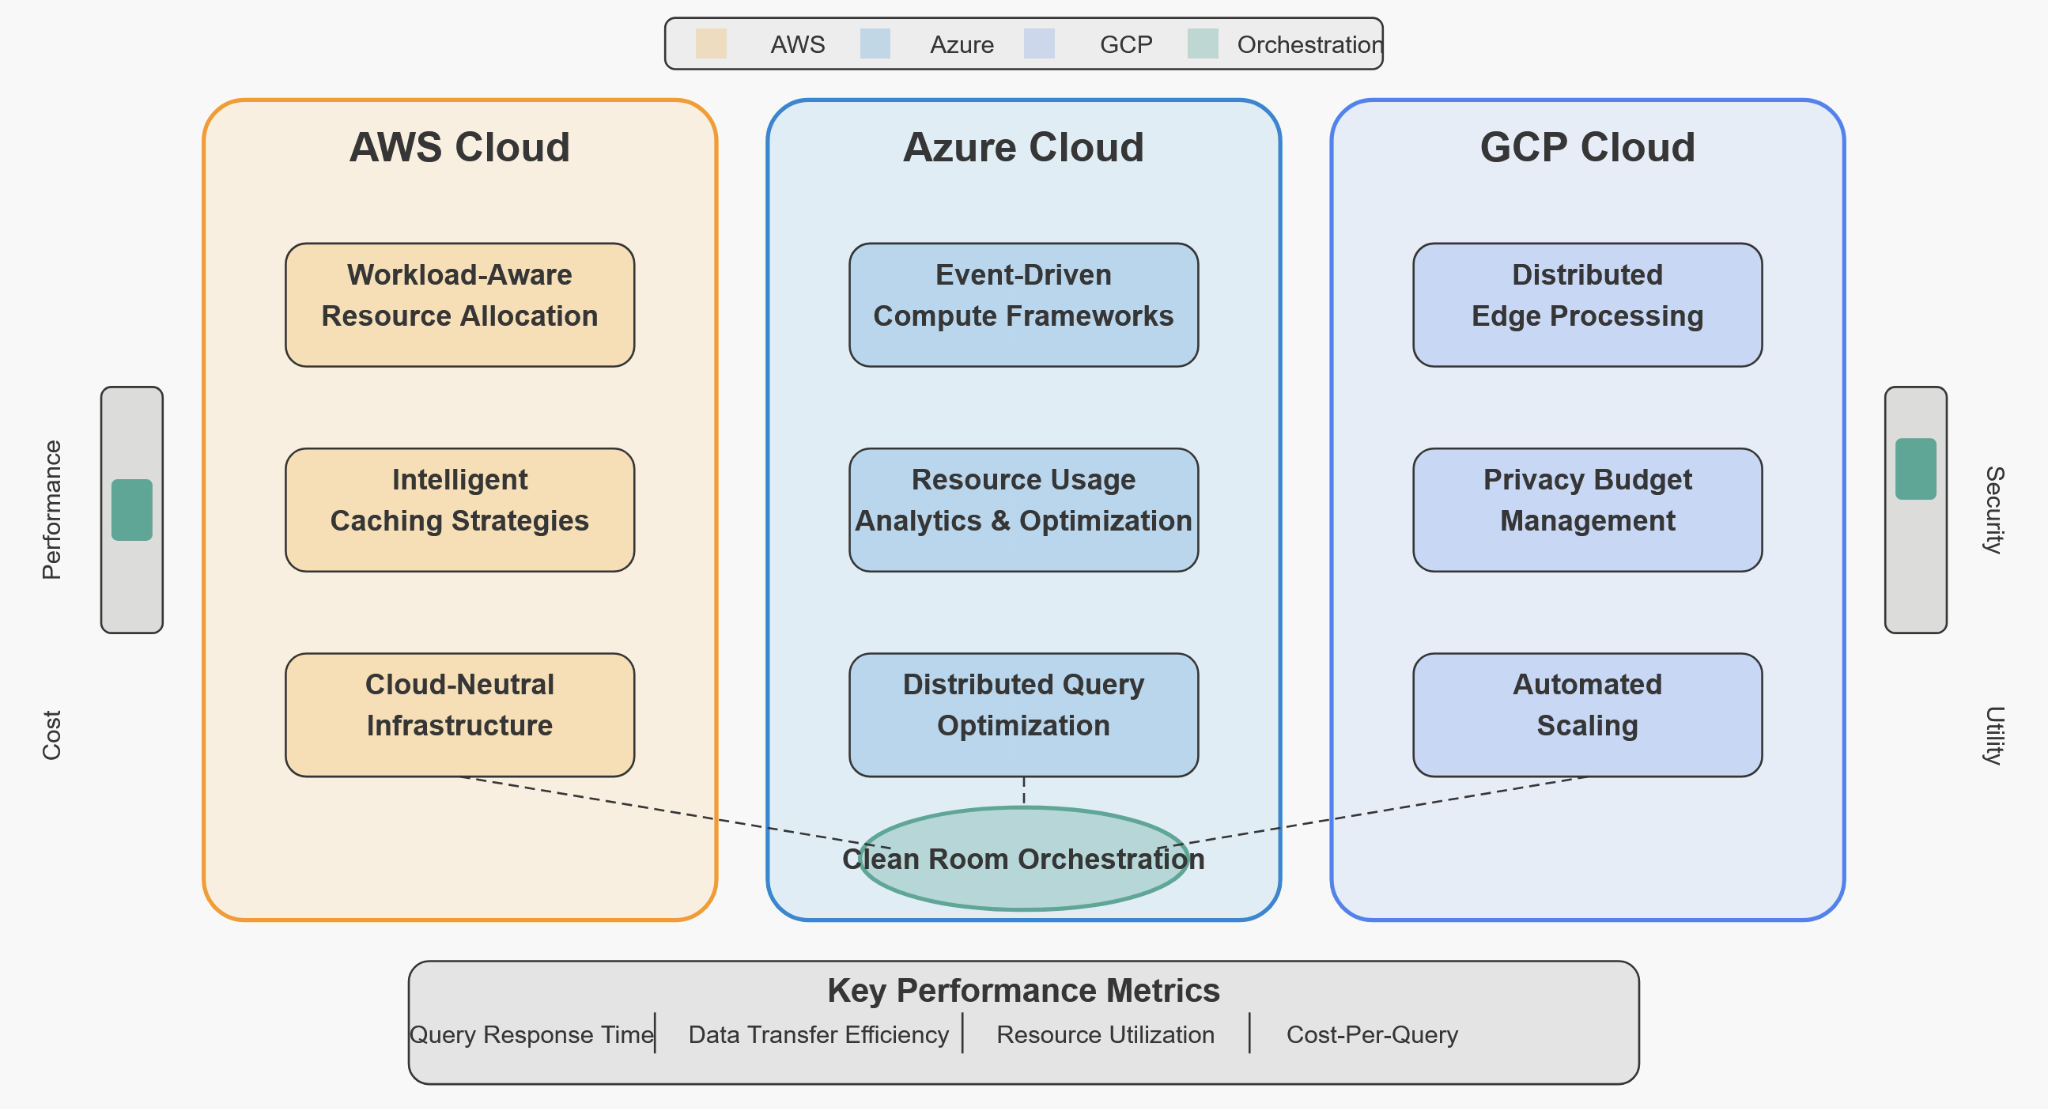 AWS
Azure
GCP
Orchestration
AWS Cloud
Workload-Aware
Resource Allocation
Intelligent
Caching Strategies
Cloud-Neutral
Infrastructure
Azure Cloud
Event-Driven
Compute Frameworks
Resource Usage
Analytics & Optimization
Distributed Query
Optimization
Clean Room Orchestration
GCP Cloud
Distributed
Edge Processing
Privacy Budget
Management
Automated
Scaling
Performance
Cost
Security
Utility
Key Performance Metrics
Query Response Time
Data Transfer Efficiency
Resource Utilization
Cost-Per-Query